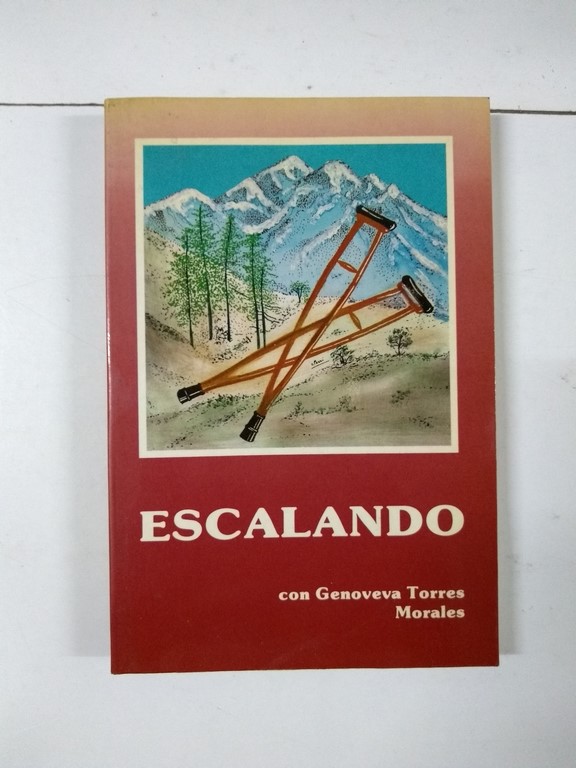 ESCALANDO
con Genoveva Torres
Morales